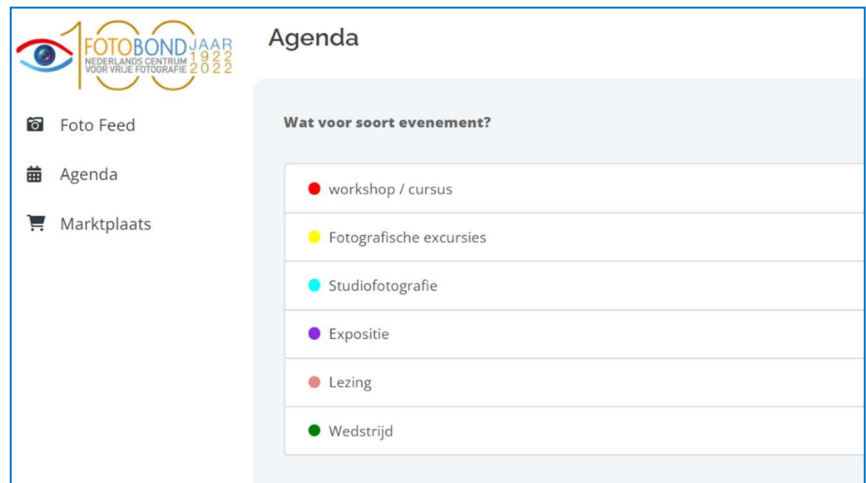 100
FOTOBOND JAAR
NEDERLANDS CENTRUM 1922
VOOR VRIJE FOTOGRAFIE 2022
Foto Feed
Agenda
Marktplaats
Agenda
Wat voor soort evenement?
workshop / cursus
Fotografische excursies
Studiofotografie
Expositie
Lezing
Wedstrijd